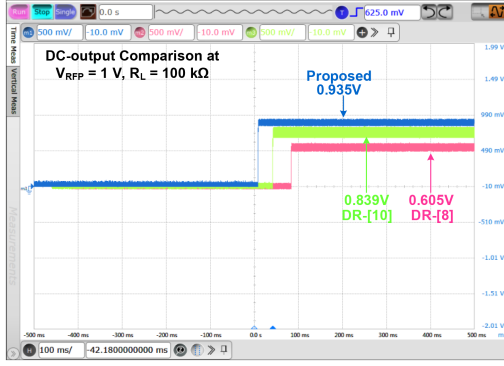 Run Stop Single 0.0 s T 625.0 mV
m1 500 mV/ -10.0 mV 500 mV/ -10.0 mV 500 mV/ -10.0 mV
Time Meas
Vertical Meas
Measurements
DC-output Comparison at
V_RFP = 1 V, R_L = 100 kΩ
Proposed
0.935V
0.839V
DR-[10]
0.605V
DR-[8]
1.99 V
1.49 V
990 mV
490 mV
-10 mV
-510 mV
-1.01 V
-1.51 V
-2.01 V
-500 ms -400 ms -300 ms -200 ms -100 ms 0.0 s 100 ms 200 ms 300 ms 400 ms 500 ms
H 100 ms/ -42.1800000000 ms